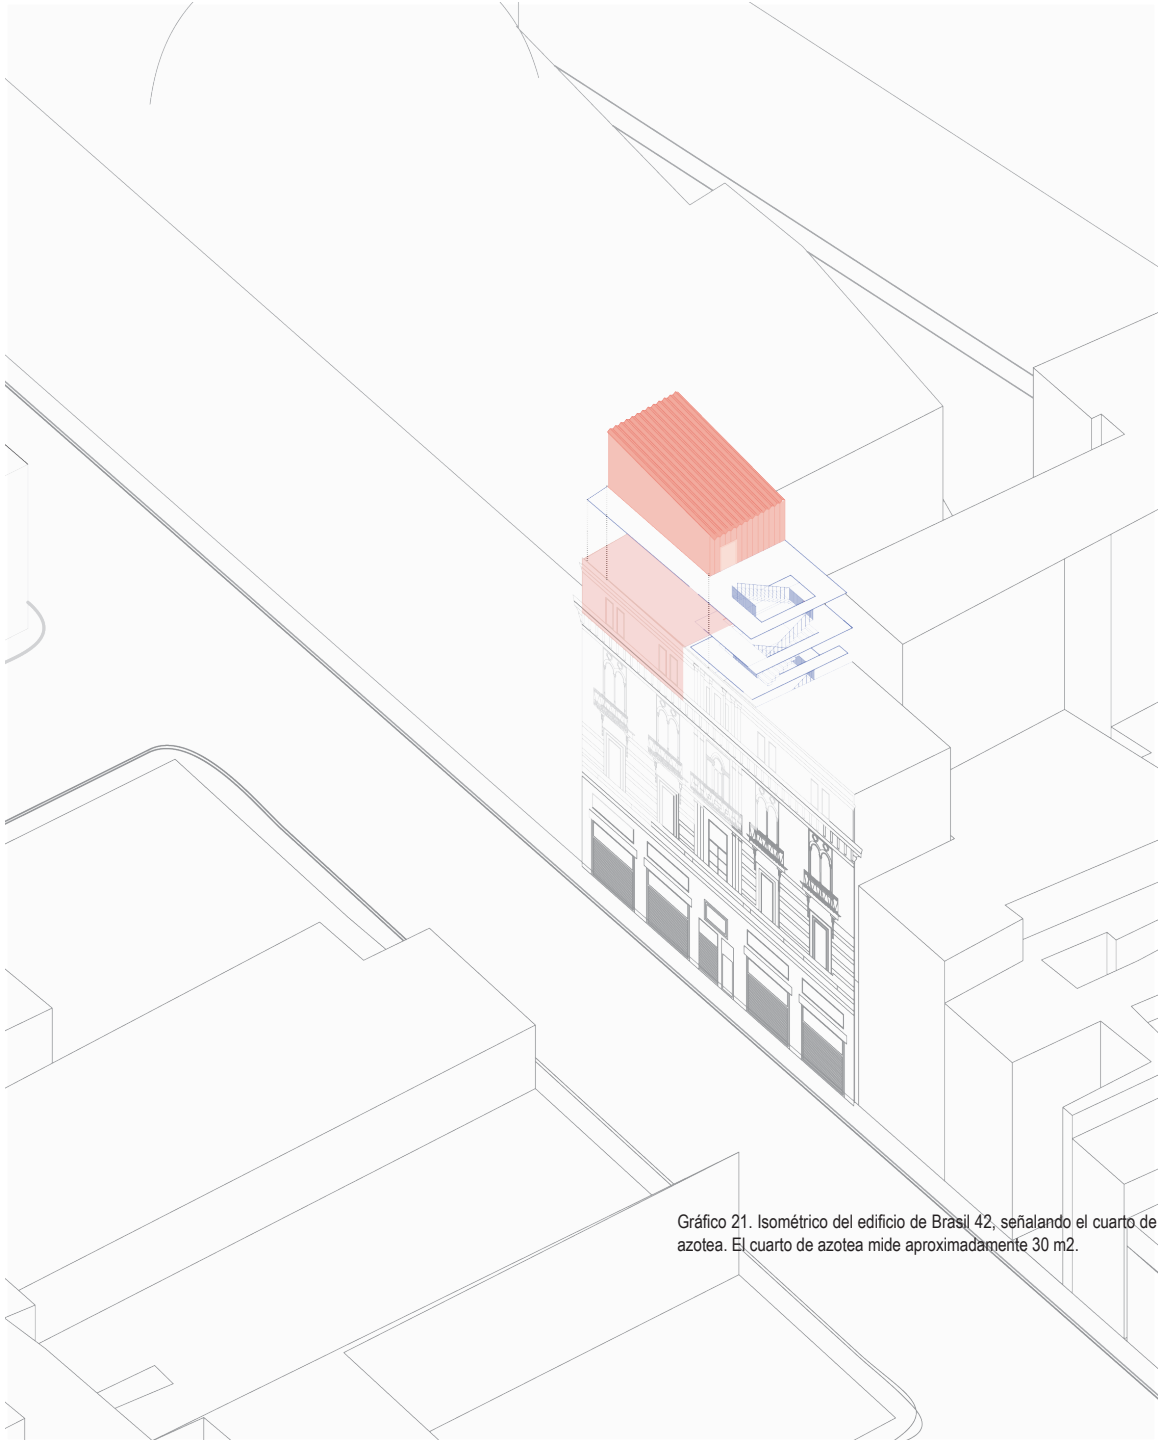 Gráfico 21. Isométrico del edificio de Brasil 42, señalando el cuarto de
azotea. El cuarto de azotea mide aproximadamente 30 m2.